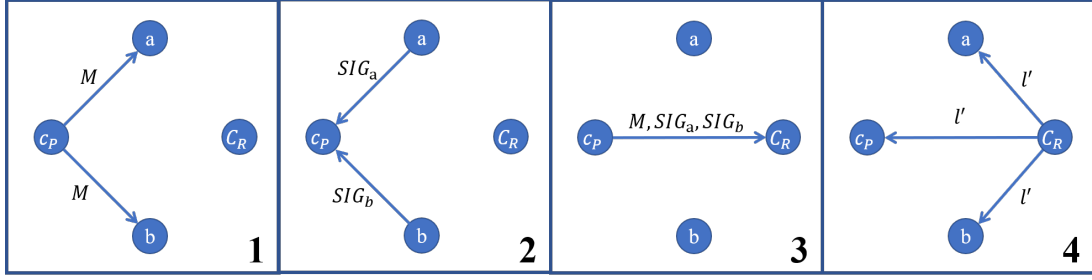 a
M
c_P
C_R
M
b
1
a
SIG_a
c_P
C_R
SIG_b
b
2
a
M, SIG_a, SIG_b
c_P
C_R
b
3
a
l'
l'
c_P
C_R
l'
b
4